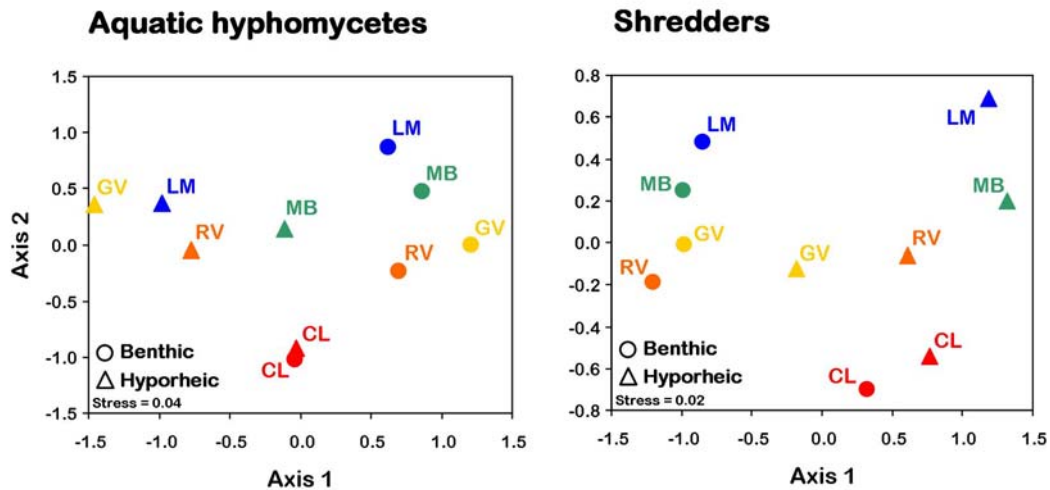 Aquatic hyphomycetes
1.5
1.0
0.5
0.0
-0.5
-1.0
-1.5
Axis 2
LM
MB
GV
LM
GV
RV
MB
RV
CL
CL
Benthic
Hyporheic
Stress = 0.04
-1.5 -1.0 -0.5 0.0 0.5 1.0 1.5
Axis 1
Shredders
0.8
0.6
0.4
0.2
0.0
-0.2
-0.4
-0.6
-0.8
LM
LM
MB
MB
GV
RV
RV
GV
CL
CL
Benthic
Hyporheic
Stress = 0.02
-1.5 -1.0 -0.5 0.0 0.5 1.0 1.5
Axis 1